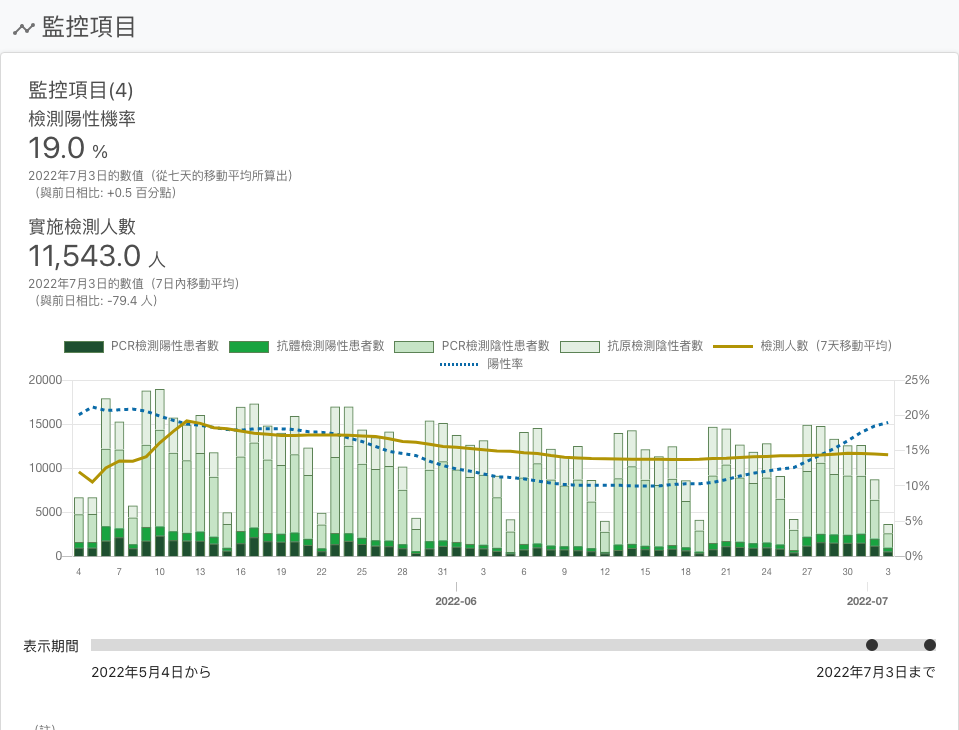 監控項目
監控項目(4)
檢測陽性機率
19.0 %
2022年7月3日的數值（從七天的移動平均所算出）
（與前日相比: +0.5 百分點）
實施檢測人數
11,543.0 人
2022年7月3日的數值（7日內移動平均）
（與前日相比: -79.4 人）
PCR檢測陽性患者數 抗體檢測陽性患者數 PCR檢測陰性患者數 抗原檢測陰性者數 檢測人數（7天移動平均）
陽性率
20000 25%
20%
15000
15%
10000
10%
5000
5%
0 0%
4 7 10 13 16 19 22 25 28 31 3 6 9 12 15 18 21 24 27 30 3
2022-06 2022-07
表示期間
2022年5月4日から 2022年7月3日まで